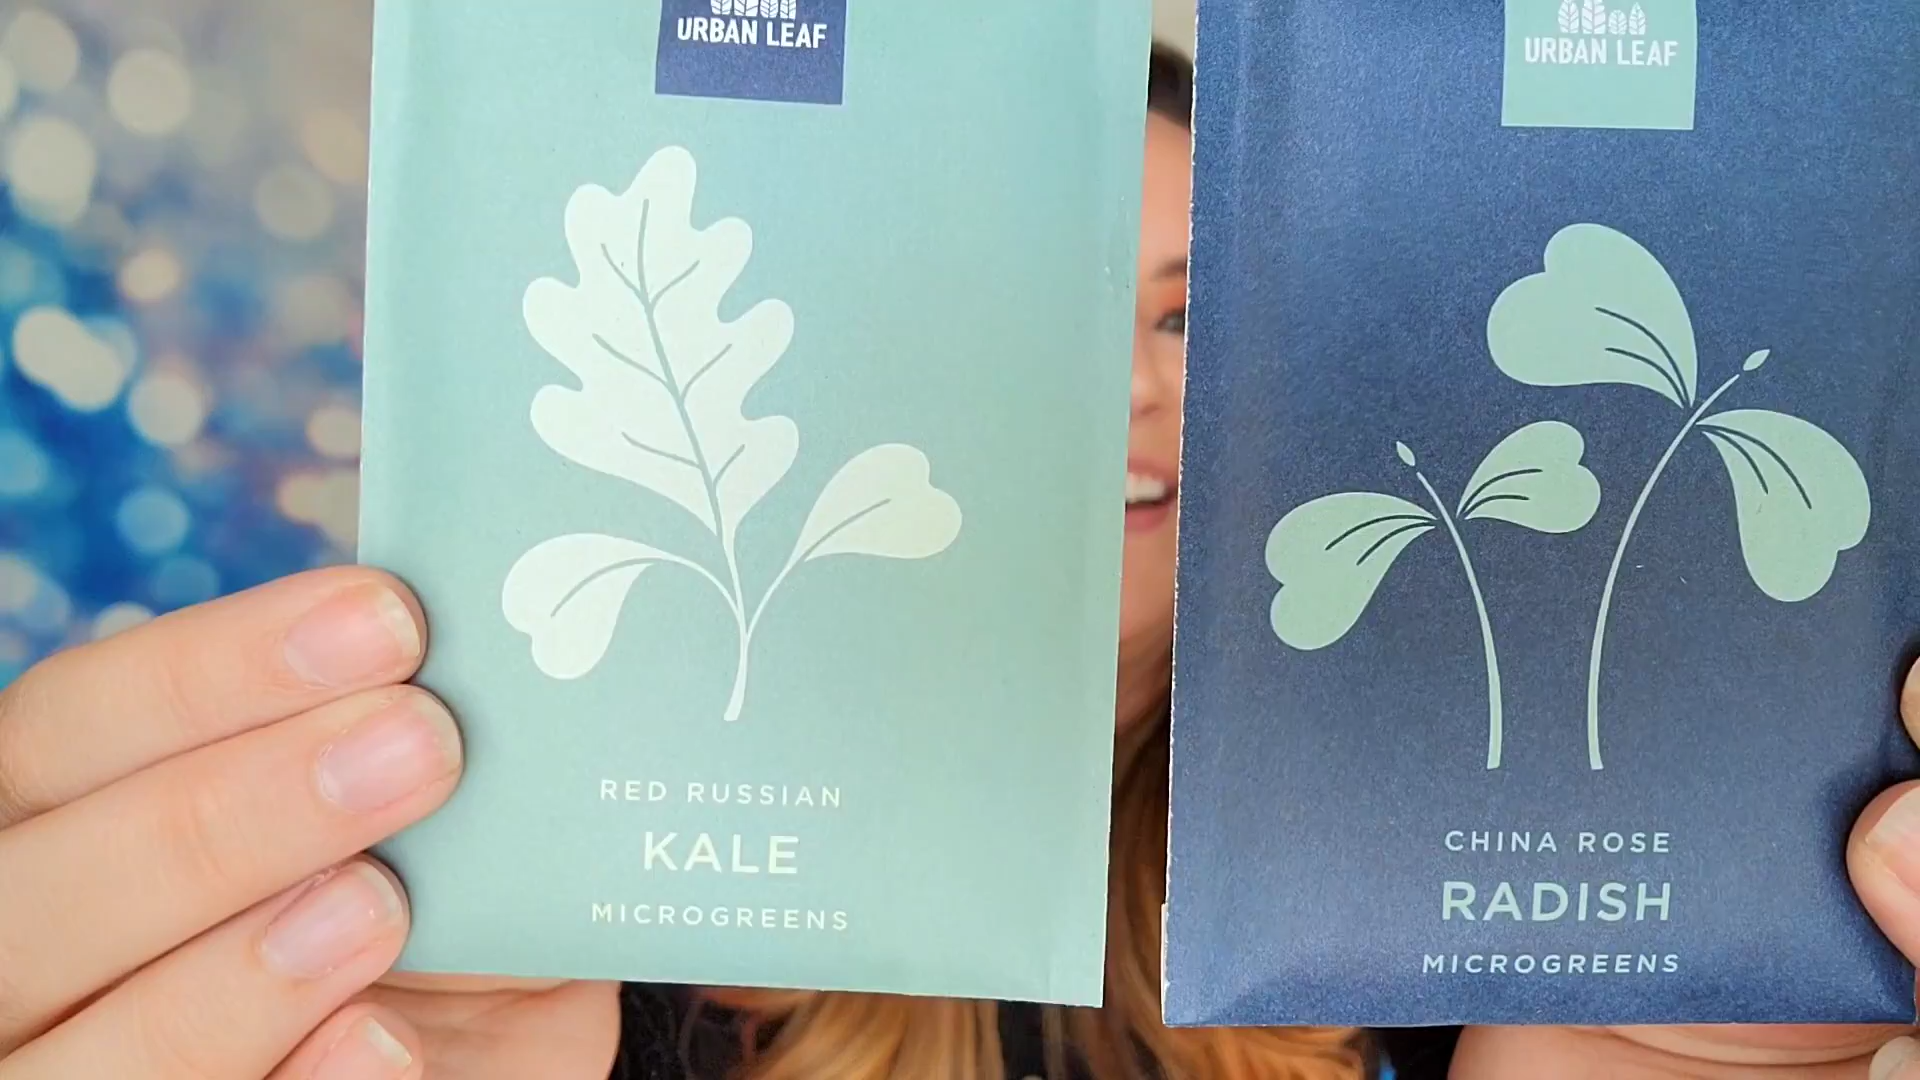 URBAN LEAF
RED RUSSIAN
KALE
MICROGREENS
URBAN LEAF
CHINA ROSE
RADISH
MICROGREENS